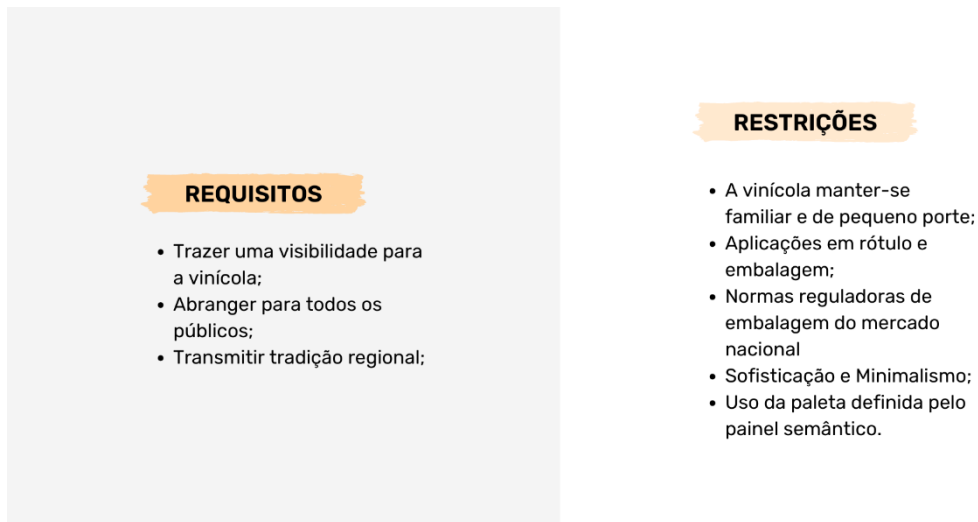 REQUISITOS
• Trazer uma visibilidade para
a vinícola;
• Abranger para todos os
públicos;
• Transmitir tradição regional;
RESTRIÇÕES
• A vinícola manter-se
familiar e de pequeno porte;
• Aplicações em rótulo e
embalagem;
• Normas reguladoras de
embalagem do mercado
nacional
• Sofisticação e Minimalismo;
• Uso da paleta definida pelo
painel semântico.